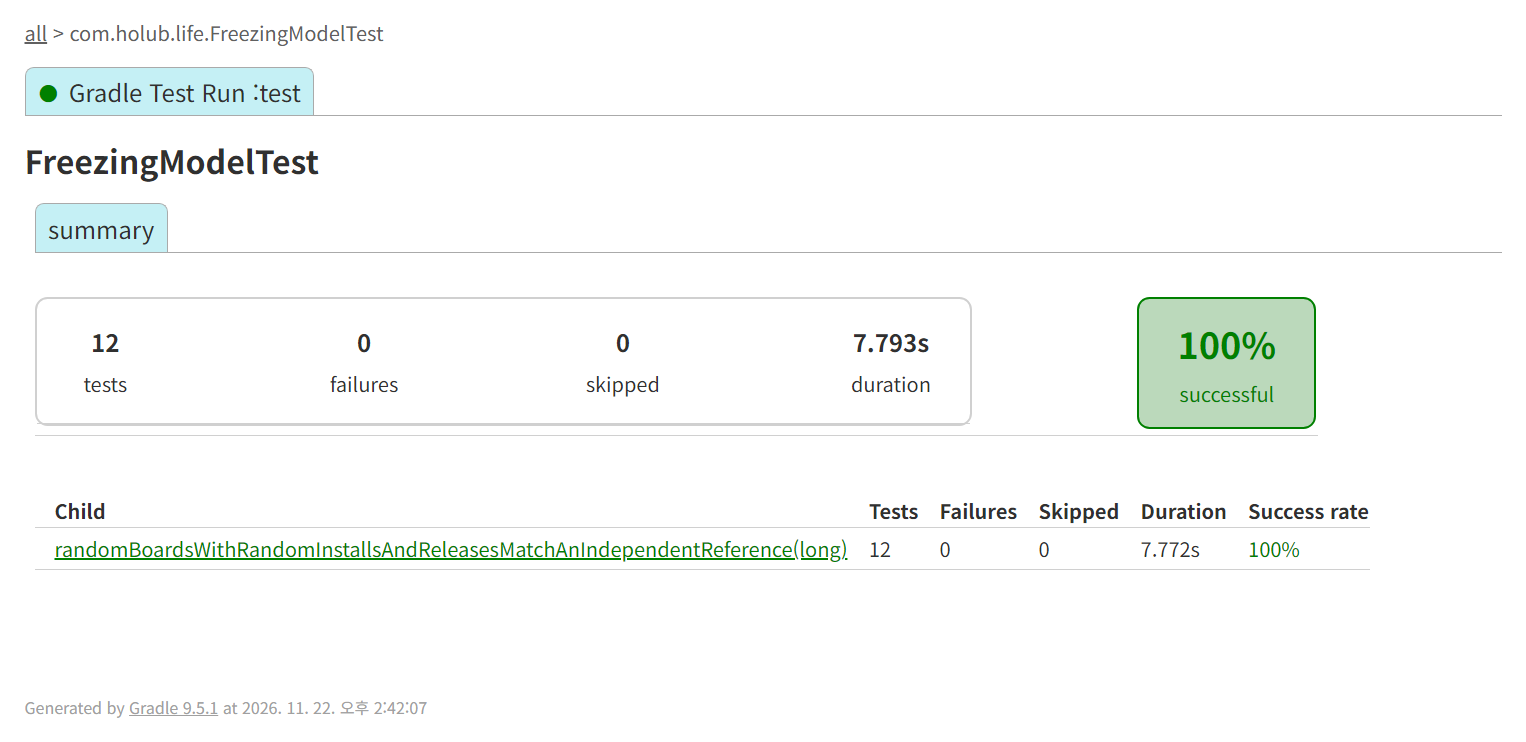 all > com.holub.life.FreezingModelTest
Gradle Test Run :test
FreezingModelTest
summary
12 0 0 7.793s 100%
tests failures skipped duration successful
Child Tests Failures Skipped Duration Success rate
randomBoardsWithRandomInstallsAndReleasesMatchAnIndependentReference(long) 12 0 0 7.772s 100%
Generated by Gradle 9.5.1 at 2026. 11. 22. 오후 2:42:07